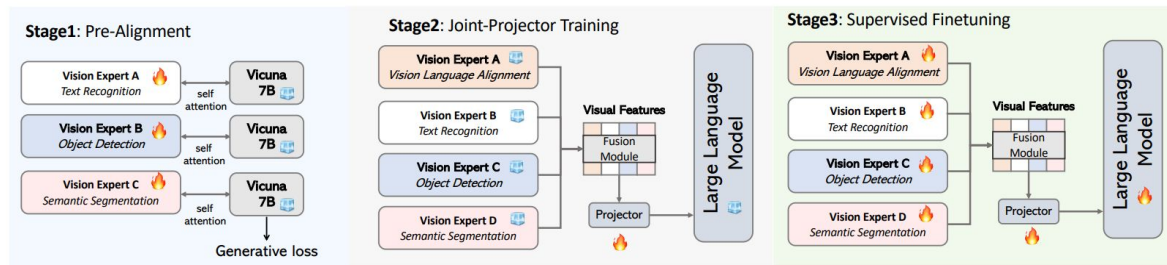 Stage1: Pre-Alignment
Vision Expert A
Text Recognition
self
attention
Vicuna
7B
Vision Expert B
Object Detection
self
attention
Vicuna
7B
Vision Expert C
Semantic Segmentation
self
attention
Vicuna
7B
Generative loss
Stage2: Joint-Projector Training
Vision Expert A
Vision Language Alignment
Vision Expert B
Text Recognition
Vision Expert C
Object Detection
Vision Expert D
Semantic Segmentation
Visual Features
Fusion
Module
Projector
Large Language
Model
Stage3: Supervised Finetuning
Vision Expert A
Vision Language Alignment
Vision Expert B
Text Recognition
Vision Expert C
Object Detection
Vision Expert D
Semantic Segmentation
Visual Features
Fusion
Module
Projector
Large Language
Model